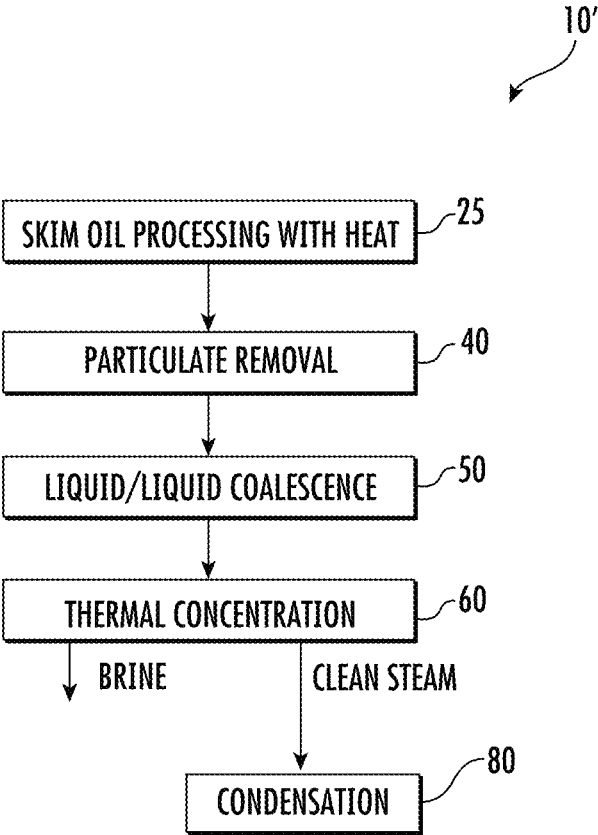 10'
SKIM OIL PROCESSING WITH HEAT
25
PARTICULATE REMOVAL
40
LIQUID/LIQUID COALESCENCE
50
THERMAL CONCENTRATION
60
BRINE
CLEAN STEAM
CONDENSATION
80